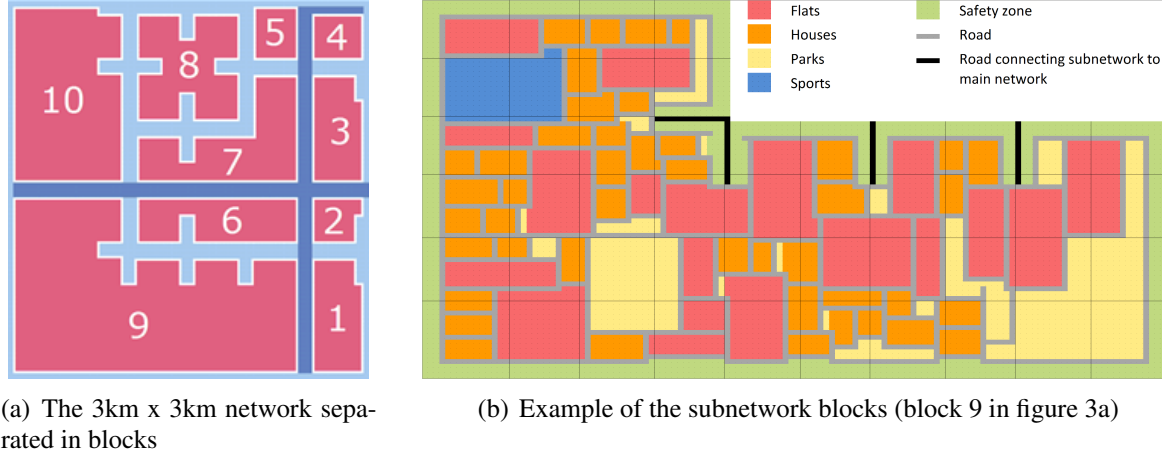 5
4
8
10
3
7
6
2
9
1
Flats
Houses
Parks
Sports
Safety zone
Road
Road connecting subnetwork to
main network
(a) The 3km x 3km network sepa-
rated in blocks
(b) Example of the subnetwork blocks (block 9 in figure 3a)